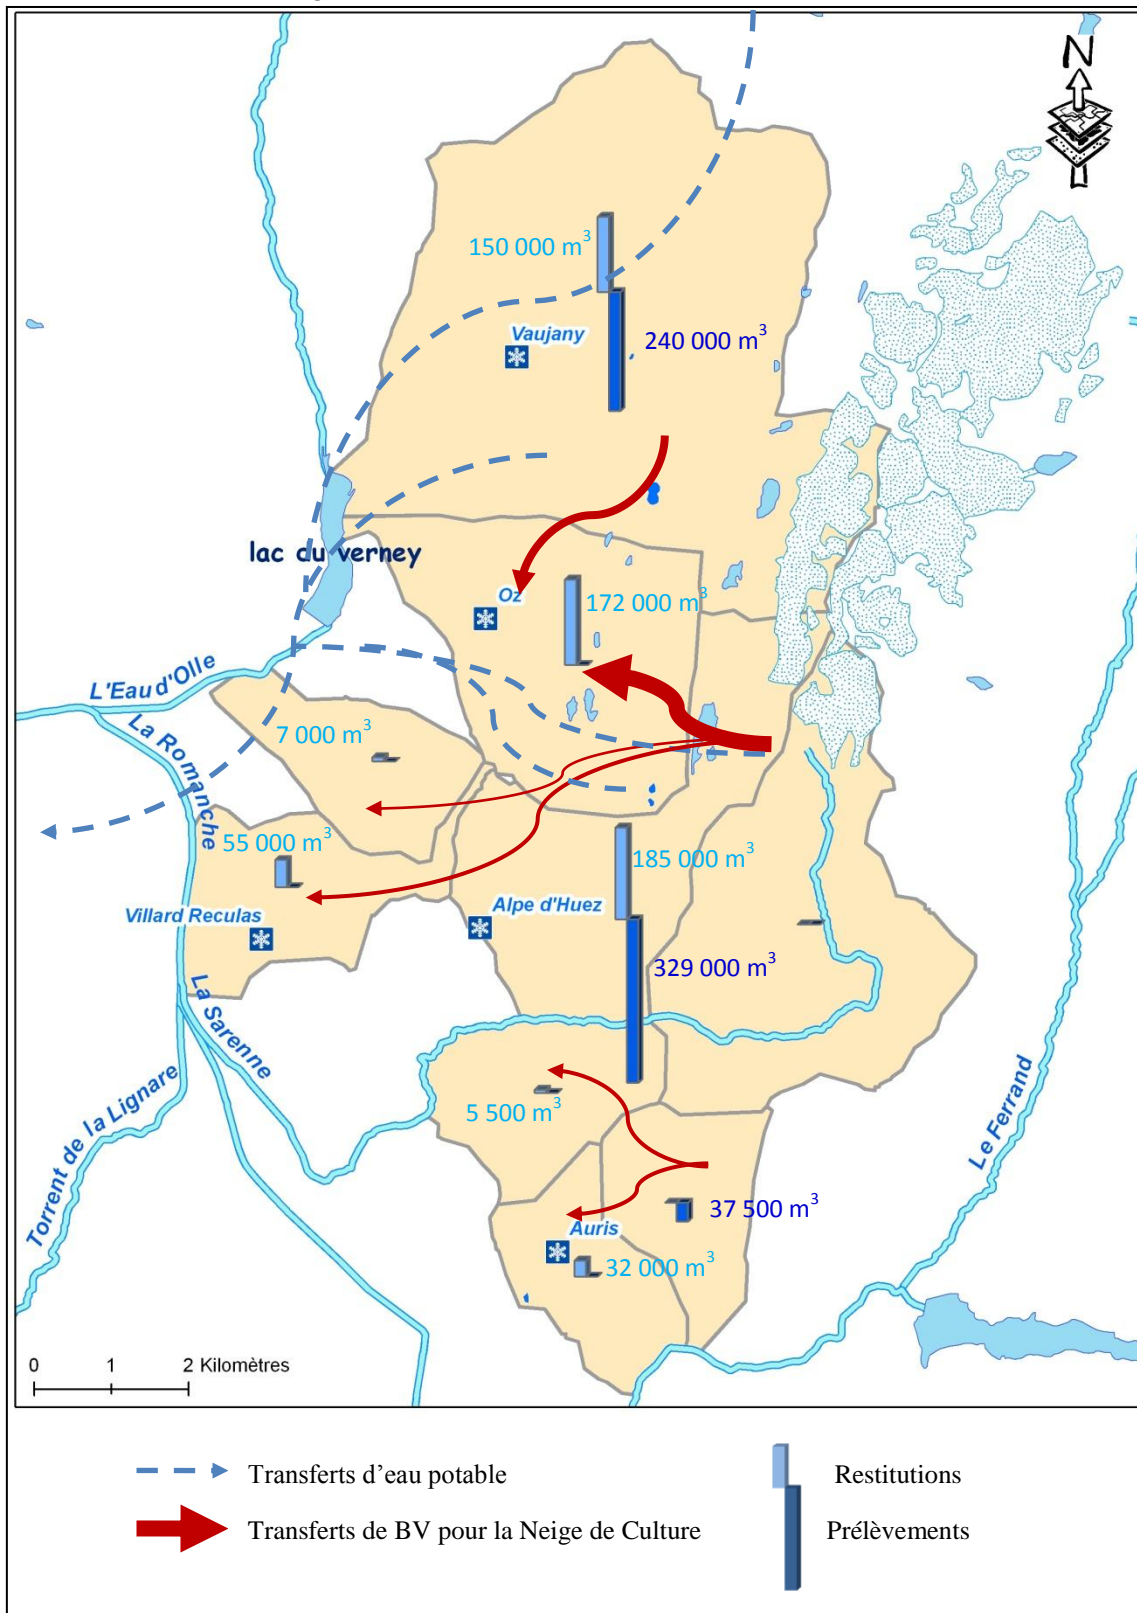 N
150 000 m³
Vaujany
240 000 m³
lac du verney
Oz
172 000 m³
L'Eau d'Olle
La Romanche
7 000 m³
55 000 m³
185 000 m³
Villard Reculas
Alpe d'Huez
329 000 m³
La Sarenne
Torrent de la Lignare
5 500 m³
Le Ferrand
37 500 m³
Auris
32 000 m³
0 1 2 Kilomètres
Transferts d'eau potable
Restitutions
Transferts de BV pour la Neige de Culture
Prélèvements